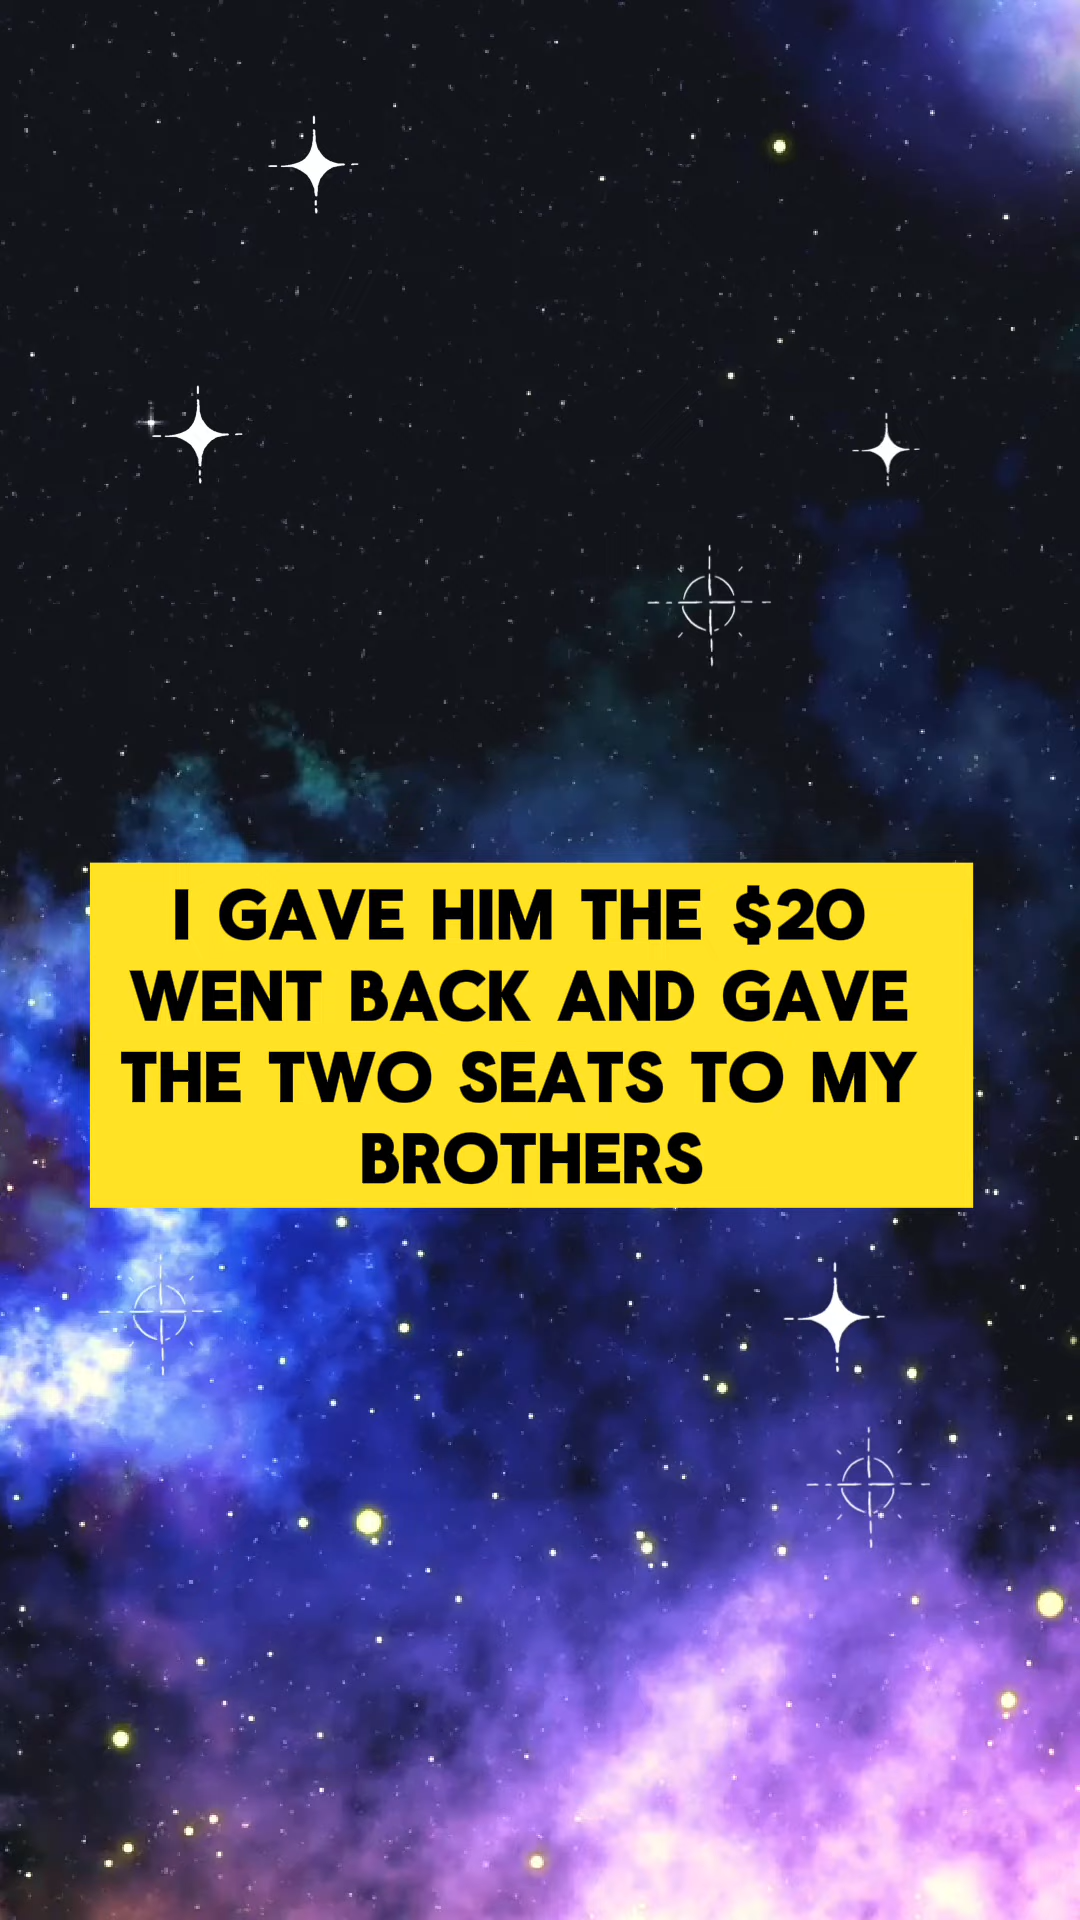 I GAVE HIM THE $20
WENT BACK AND GAVE
THE TWO SEATS TO MY
BROTHERS